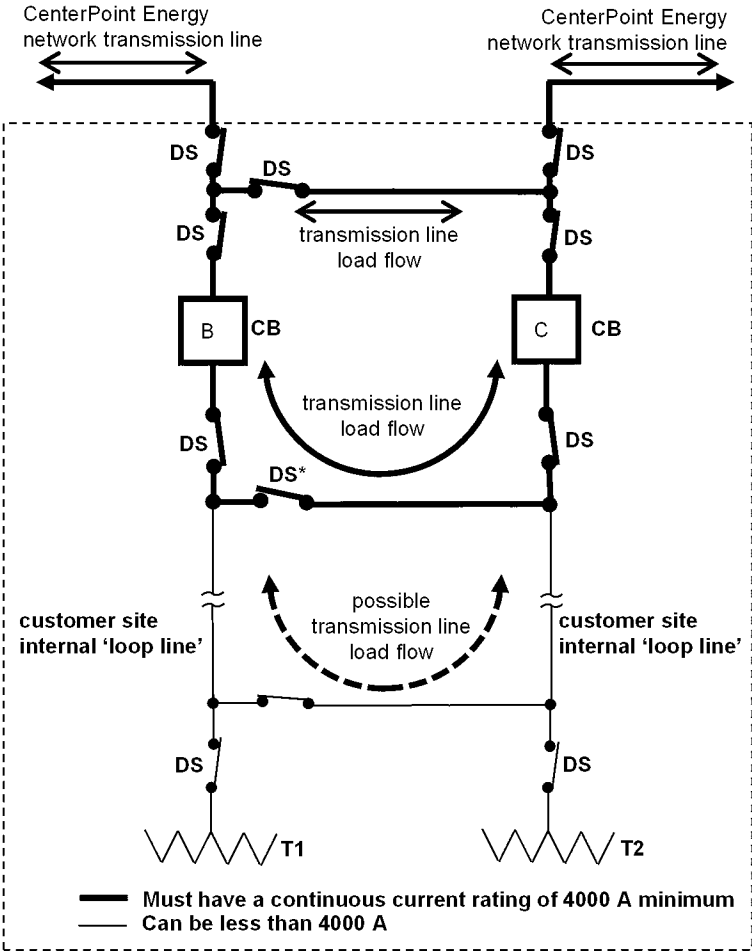 CenterPoint Energy
network transmission line
CenterPoint Energy
network transmission line
DS
DS
DS
DS
transmission line
load flow
DS
B
CB
C
CB
transmission line
load flow
DS
DS
DS*
customer site
internal ‘loop line’
possible
transmission line
load flow
customer site
internal ‘loop line’
DS
DS
T1
T2
Must have a continuous current rating of 4000 A minimum
Can be less than 4000 A